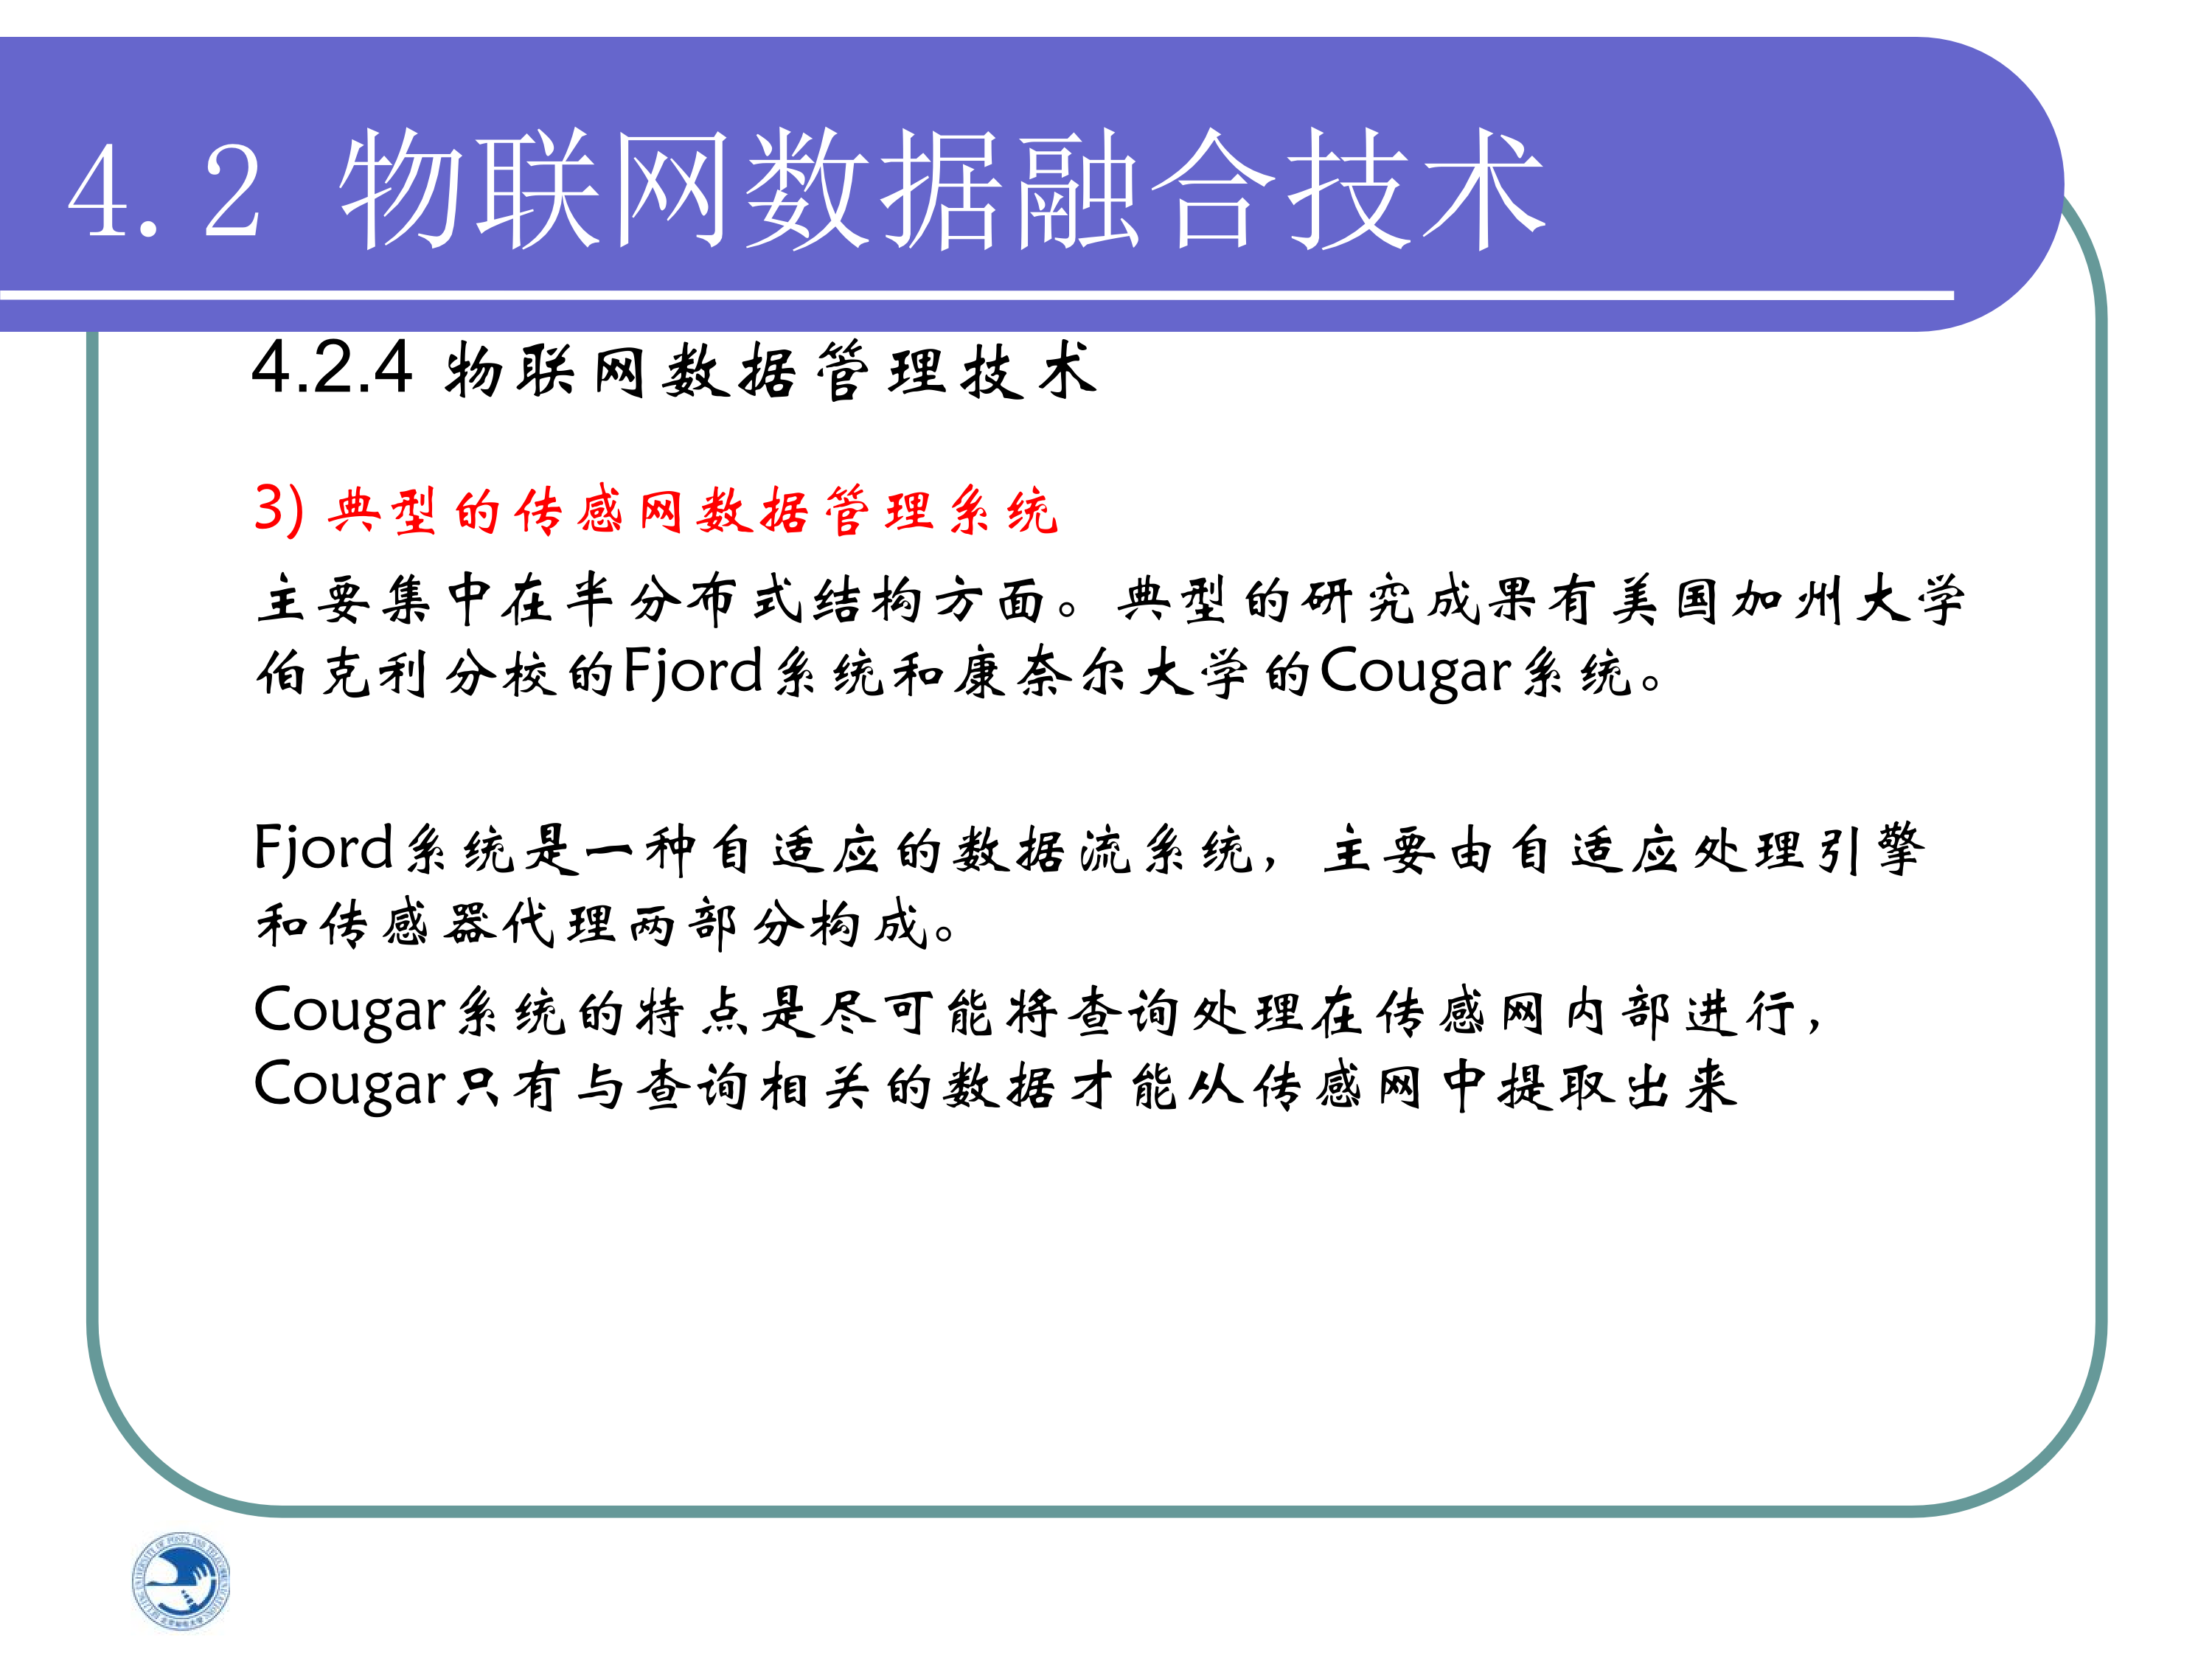 4.2 物联网数据融合技术
4.2.4 物联网数据管理技术
3) 典型的传感网数据管理系统
主要集中在半分布式结构方面。典型的研究成果有美国加州大学
伯克利分校的Fjord系统和康奈尔大学的Cougar系统。
Fjord系统是一种自适应的数据流系统，主要由自适应处理引擎
和传感器代理两部分构成。
Cougar系统的特点是尽可能将查询处理在传感网内部进行，
Cougar只有与查询相关的数据才能从传感网中提取出来